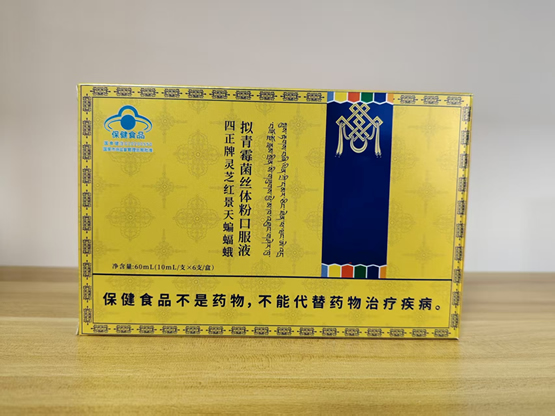 保健食品
拟青霉菌丝体粉口服液
四正牌灵芝红景天蝙蝠蛾
净含量:60mL(10mL/支×6支/盒)
保健食品不是药物,不能代替药物治疗疾病。